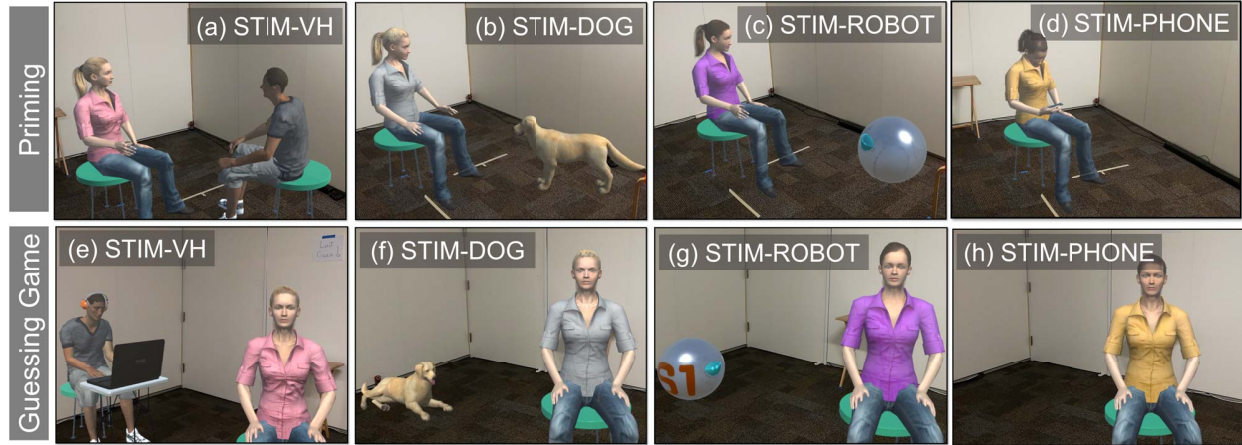 Priming
(a) STIM-VH
(b) STIM-DOG
(c) STIM-ROBOT
(d) STIM-PHONE
Guessing Game
(e) STIM-VH
(f) STIM-DOG
(g) STIM-ROBOT
(h) STIM-PHONE
S1